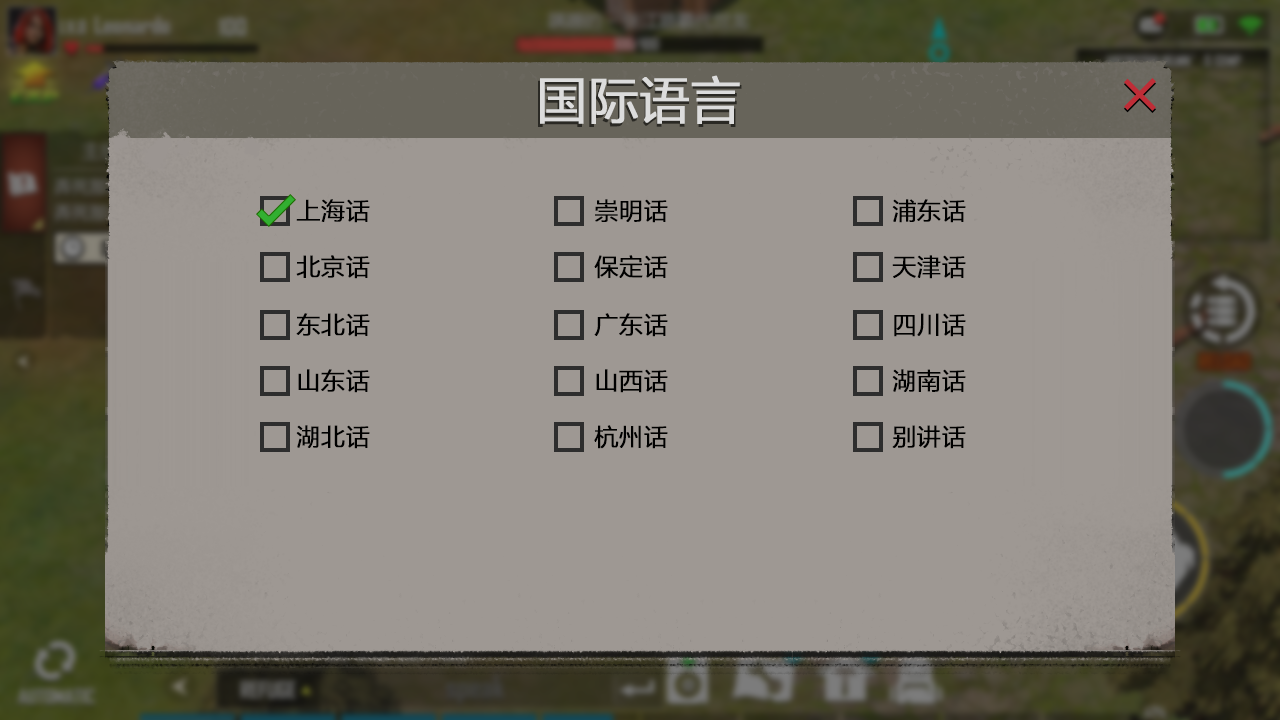 国际语言
上海话 崇明话 浦东话
北京话 保定话 天津话
东北话 广东话 四川话
山东话 山西话 湖南话
湖北话 杭州话 别讲话
AUTOMATIC